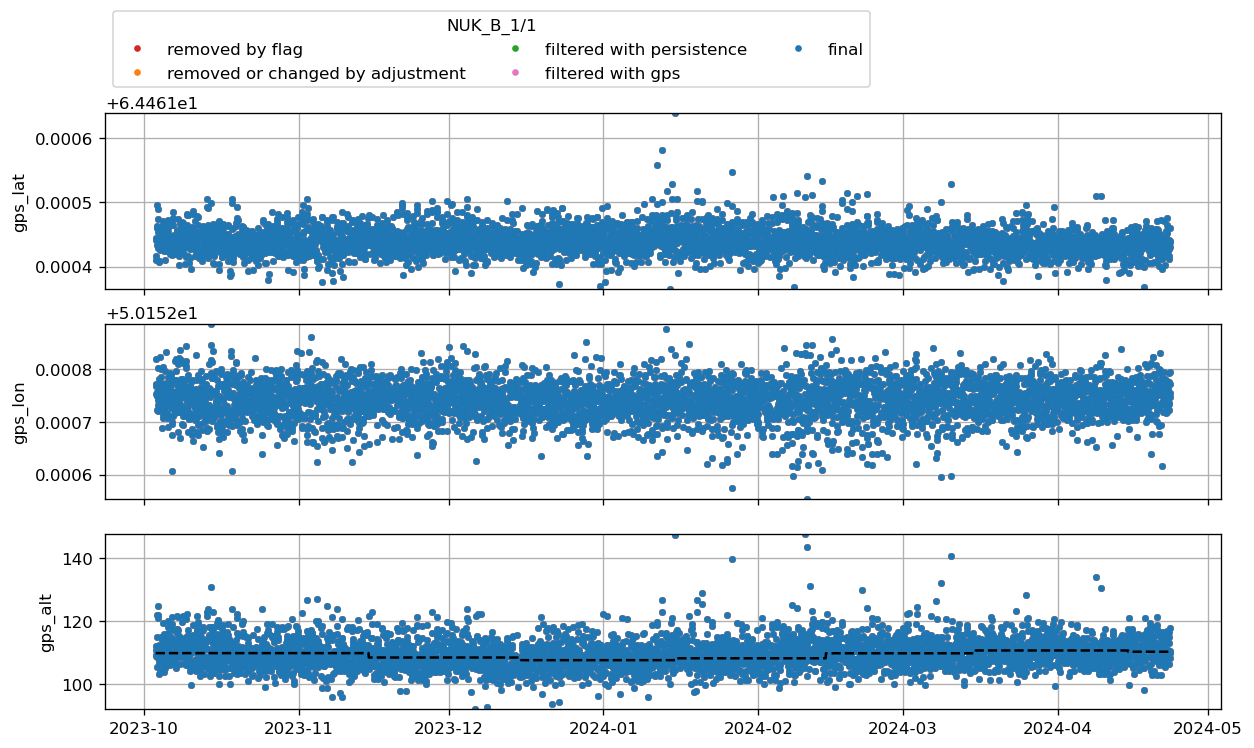 NUK_B_1/1
removed by flag
filtered with persistence
final
removed or changed by adjustment
filtered with gps
+6.4461e1
0.0006
0.0005
0.0004
gps_lat
+5.0152e1
0.0008
0.0007
0.0006
gps_lon
140
120
100
gps_alt
2023-10
2023-11
2023-12
2024-01
2024-02
2024-03
2024-04
2024-05